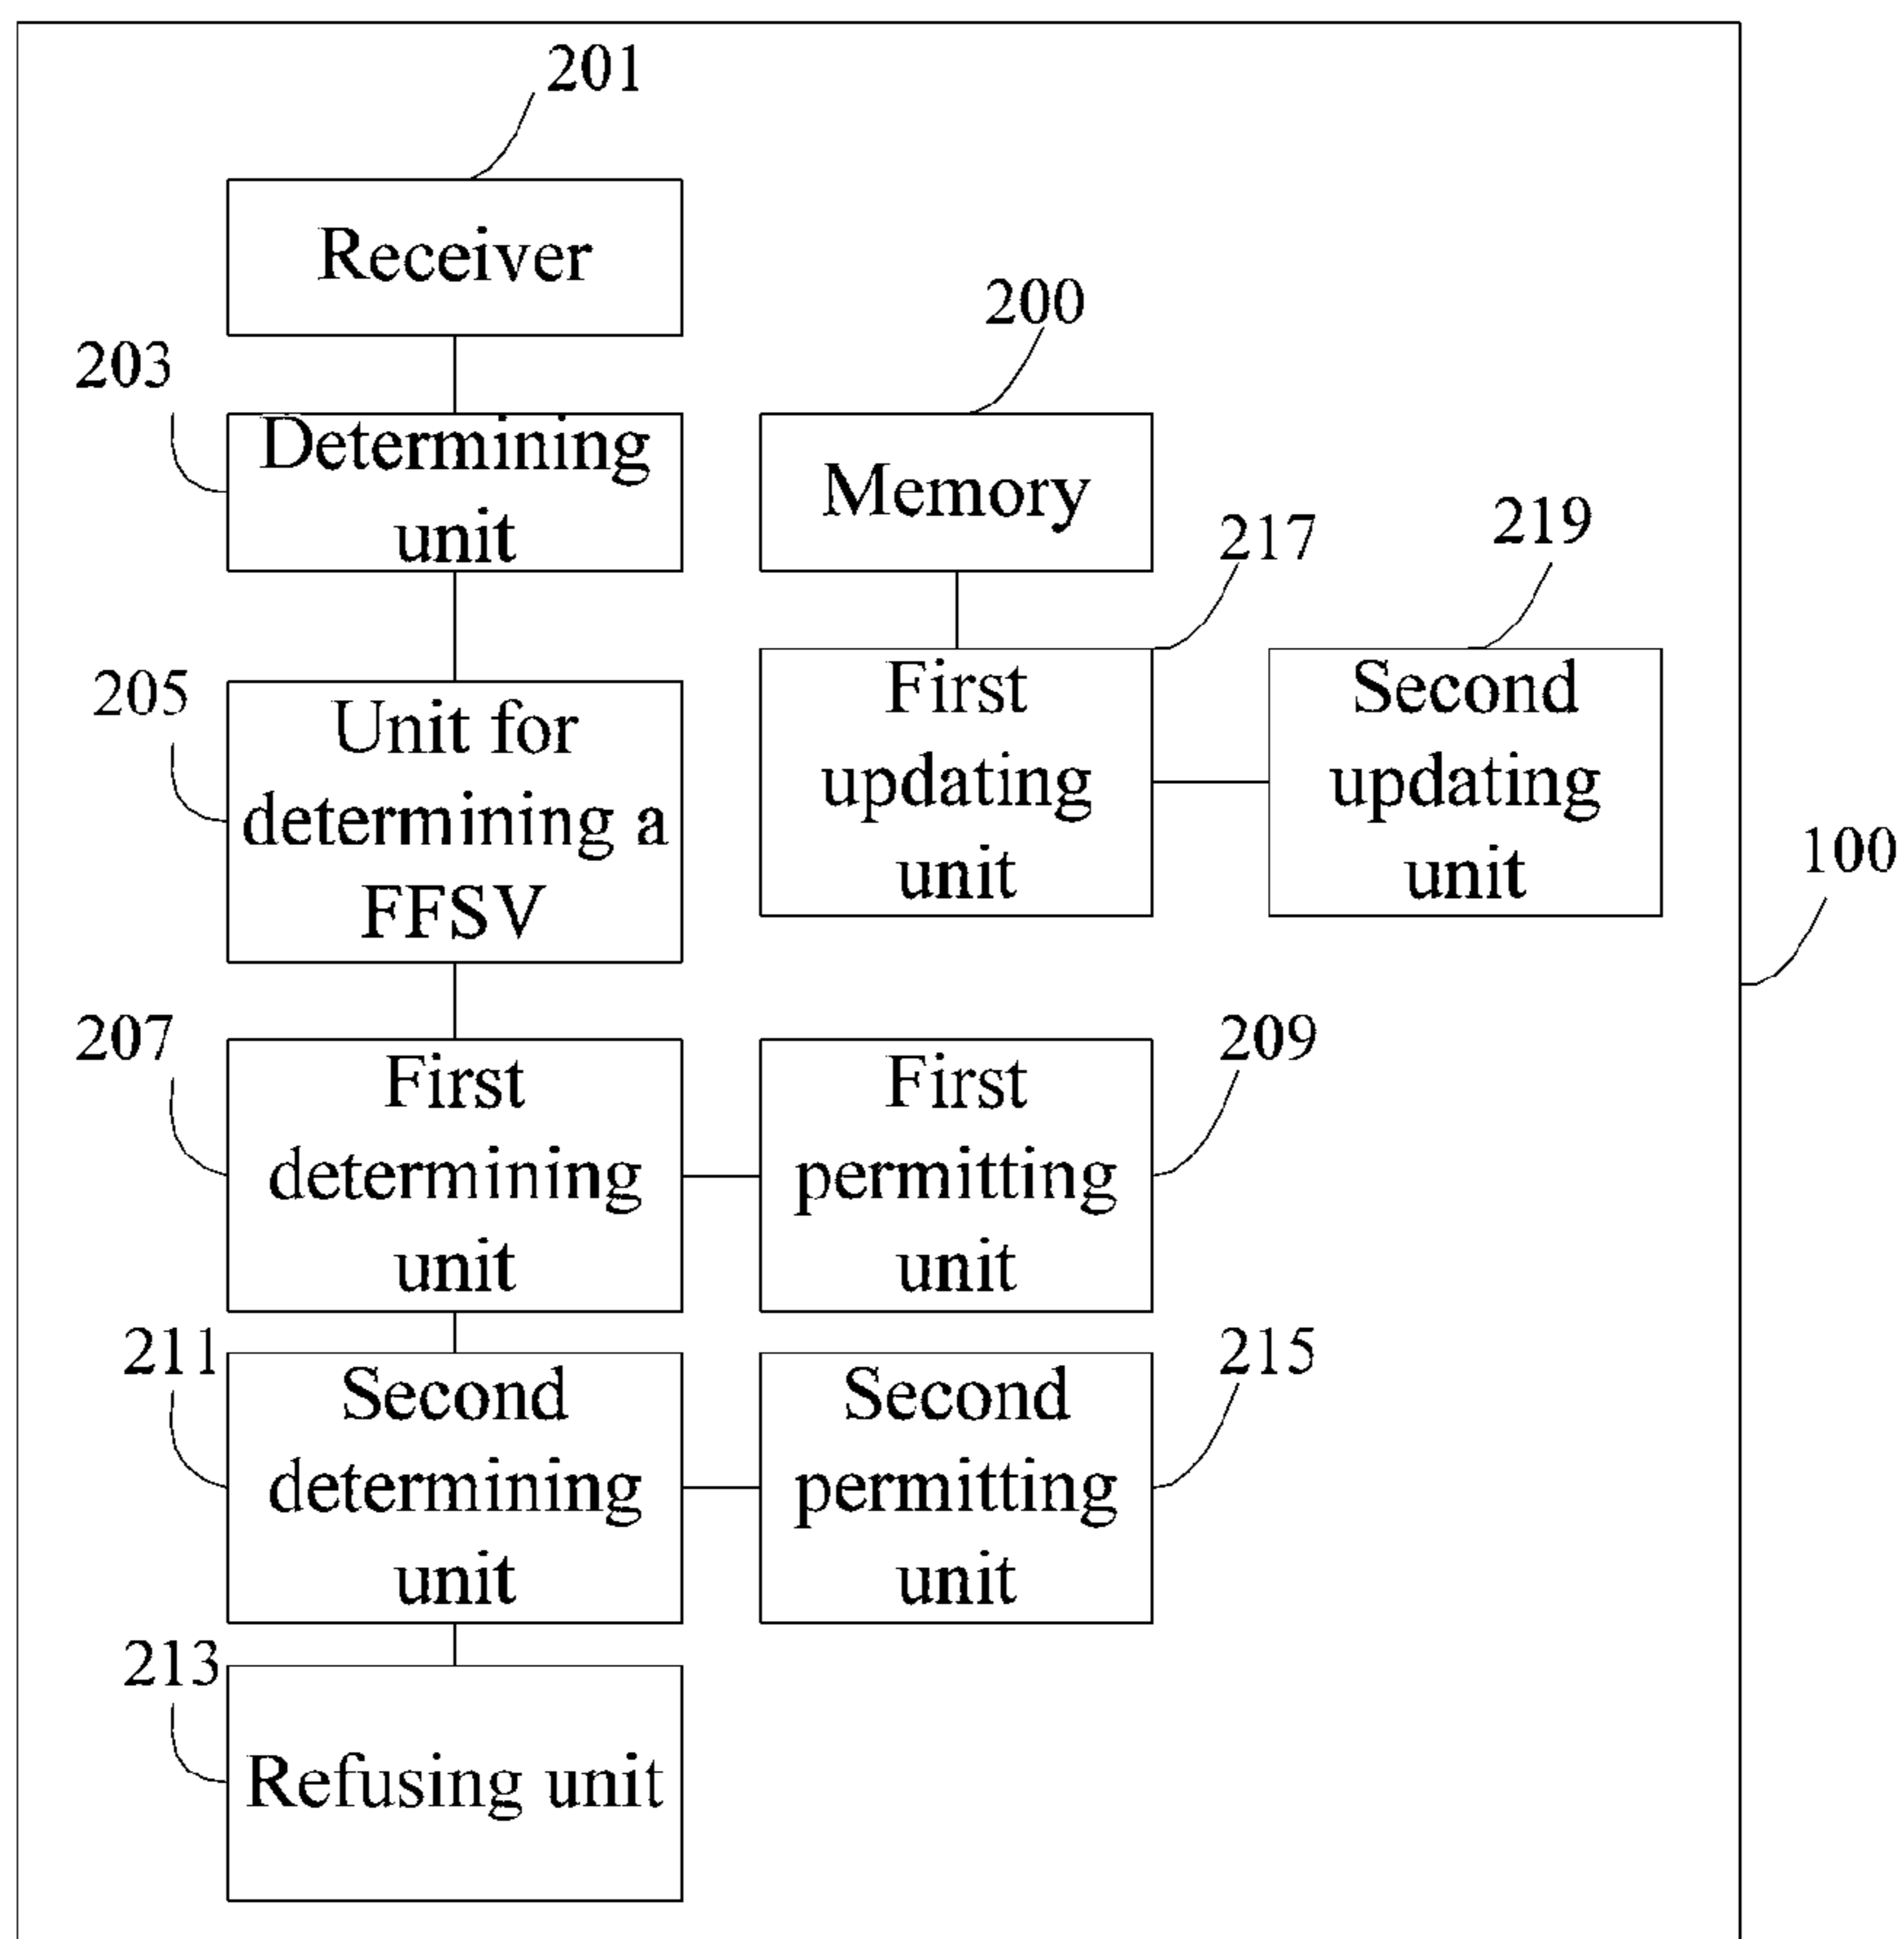 201
Receiver
200
203
Determining
unit
Memory
217
219
205
Unit for
determining a
FFSV
First
updating
unit
Second
updating
unit
100
207
First
determining
unit
First
permitting
unit
209
211
Second
determining
unit
Second
permitting
unit
215
213
Refusing unit